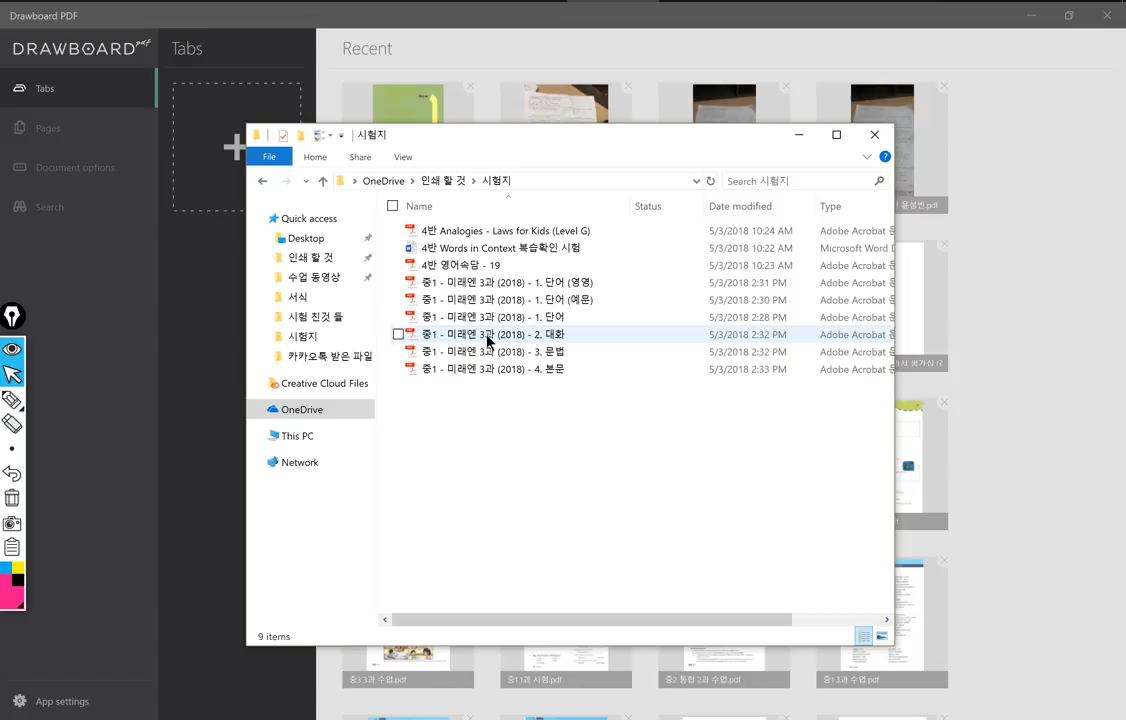 Drawboard PDF
DRAWBOARD pdf
Tabs
Recent
Tabs
Pages
Document options
Search
App settings
시험지
File Home Share View
OneDrive > 인쇄 할 것 > 시험지
Search 시험지
Name Status Date modified Type
Quick access
Desktop
인쇄 할 것
수업 동영상
서식
시험 친것 들
시험지
카카오톡 받은 파일
Creative Cloud Files
OneDrive
This PC
Network
4반 Analogies - Laws for Kids (Level G) 5/3/2018 10:24 AM Adobe Acrobat
4반 Words in Context 복습확인 시험 5/3/2018 10:22 AM Microsoft Word
4반 영어속담 - 19 5/3/2018 10:23 AM Adobe Acrobat
중1 - 미래엔 3과 (2018) - 1. 단어 (영영) 5/3/2018 2:31 PM Adobe Acrobat
중1 - 미래엔 3과 (2018) - 1. 단어 (예문) 5/3/2018 2:30 PM Adobe Acrobat
중1 - 미래엔 3과 (2018) - 1. 단어 5/3/2018 2:28 PM Adobe Acrobat
중1 - 미래엔 3과 (2018) - 2. 대화 5/3/2018 2:32 PM Adobe Acrobat
중1 - 미래엔 3과 (2018) - 3. 문법 5/3/2018 2:32 PM Adobe Acrobat
중1 - 미래엔 3과 (2018) - 4. 본문 5/3/2018 2:33 PM Adobe Acrobat
9 items
윤성빈.pdf
중3 3과 수업.pdf
중1 1과 시험.pdf
중2 통합 2과 수업.pdf
중1 3과 수업.pdf